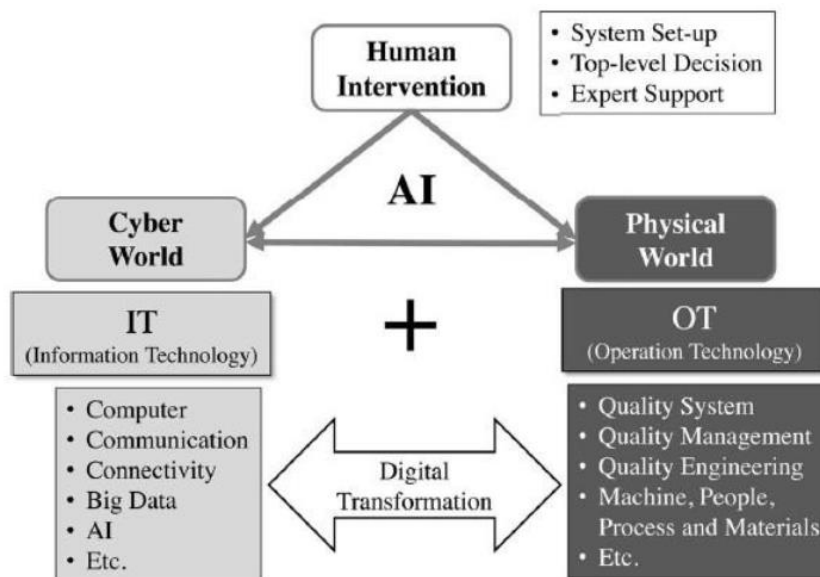 Human
Intervention
• System Set-up
• Top-level Decision
• Expert Support
AI
Cyber
World
Physical
World
IT
(Information Technology)
+
OT
(Operation Technology)
• Computer
• Communication
• Connectivity
• Big Data
• AI
• Etc.
Digital
Transformation
• Quality System
• Quality Management
• Quality Engineering
• Machine, People,
Process and Materials
• Etc.